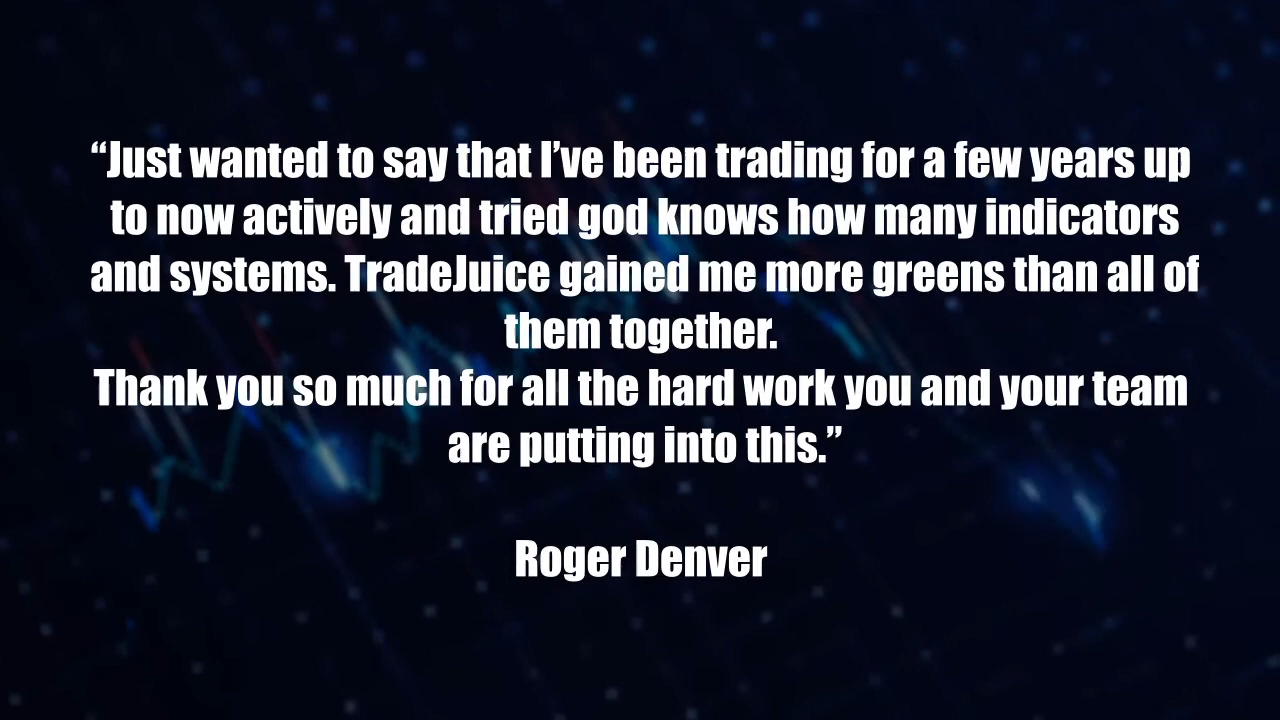 “Just wanted to say that I’ve been trading for a few years up
to now actively and tried god knows how many indicators
and systems. TradeJuice gained me more greens than all of
them together.
Thank you so much for all the hard work you and your team
are putting into this.”
Roger Denver